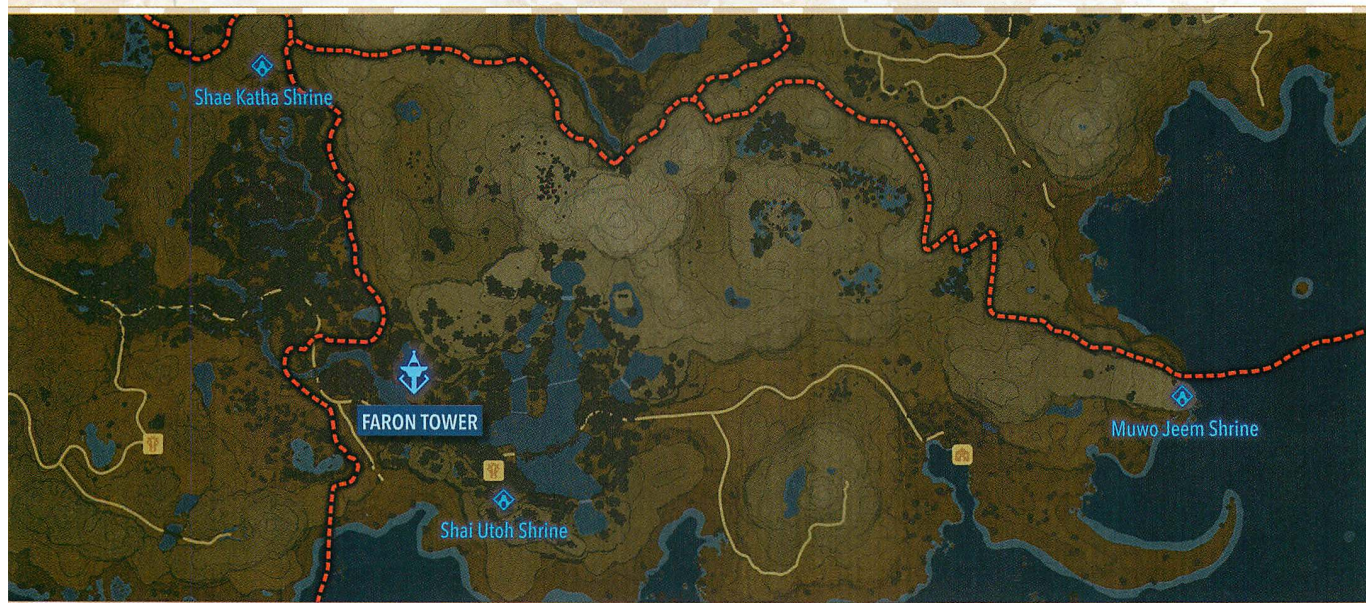 Shae Katha Shrine
FARON TOWER
Muwo Jeem Shrine
Shai Utoh Shrine